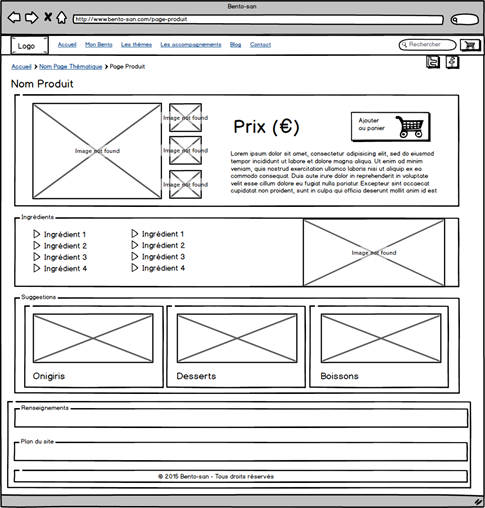 Bento-san
http://www.bento-san.com/page-produit
Logo
Accueil Mon Bento Les thèmes Les accompagnements Blog Contact
Rechercher
Accueil > Nom Page Thématique > Page Produit
Nom Produit
Image not found
Image not found
Image not found
Image not found
Prix (€)
Ajouter
au panier
Lorem ipsum dolor sit amet, consectetur adipisicing elit, sed do eiusmod
tempor incididunt ut labore et dolore magna aliqua. Ut enim ad minim
veniam, quis nostrud exercitation ullamco laboris nisi ut aliquip ex ea
commodo consequat. Duis aute irure dolor in reprehenderit in voluptate
velit esse cillum dolore eu fugiat nulla pariatur. Excepteur sint occaecat
cupidatat non proident, sunt in culpa qui officia deserunt mollit anim id est
Ingrédients
Ingrédient 1 Ingrédient 1
Ingrédient 2 Ingrédient 2
Ingrédient 3 Ingrédient 3
Ingrédient 4 Ingrédient 4
Image not found
Suggestions
Onigiris Desserts Boissons
Renseignements
Plan du site
© 2015 Bento-san - Tous droits réservés